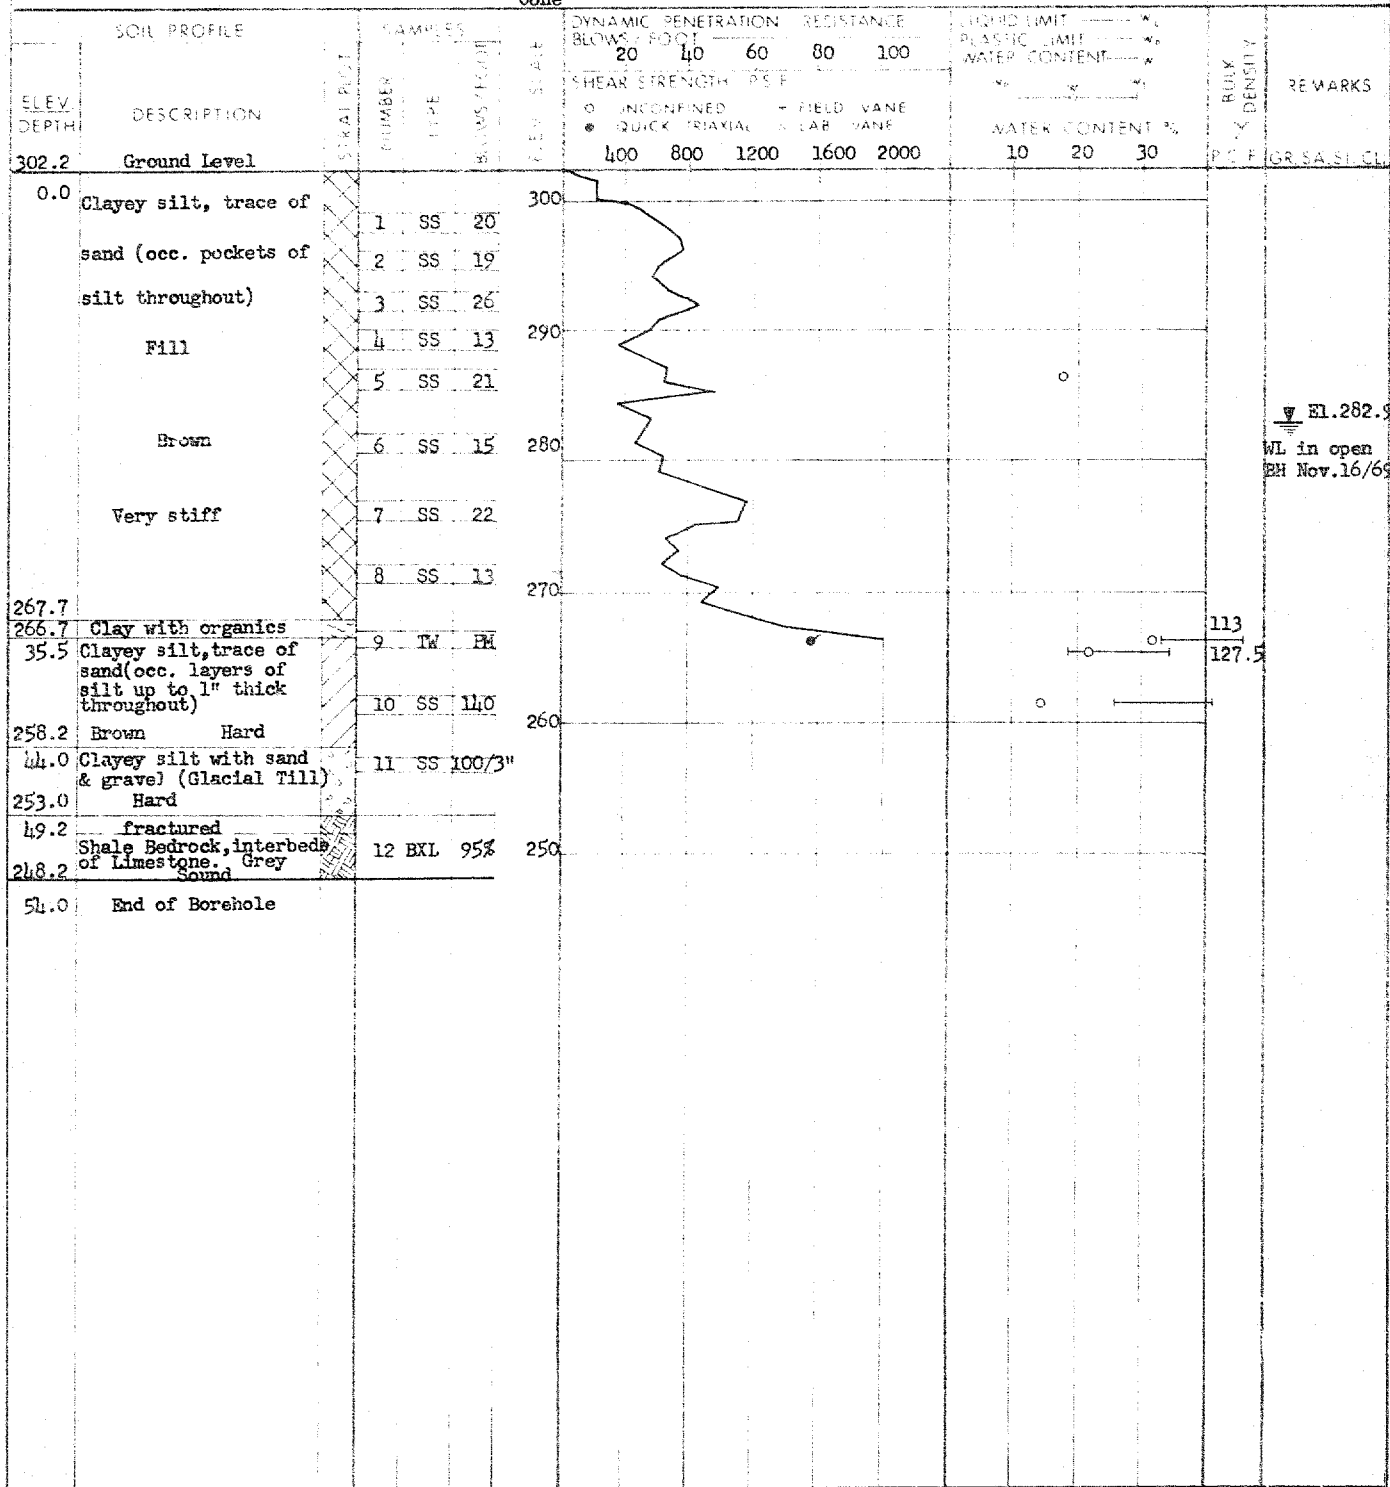 Cone
SOIL PROFILE
SAMPLES
ELEV.
DEPTH
DESCRIPTION
STRAT PLOT
NUMBER
TYPE
BLOWS/FOOT
ELEV. SCALE
DYNAMIC PENETRATION RESISTANCE
BLOWS/FOOT
20 40 60 80 100
SHEAR STRENGTH P.S.F.
○ UNCONFINED + FIELD VANE
● QUICK TRIAXIAL LAB VANE
400 800 1200 1600 2000
LIQUID LIMIT WL
PLASTIC LIMIT WP
WATER CONTENT W
WP W WL
WATER CONTENT %
10 20 30
BULK DENSITY
P.C.F.
REMARKS
GR.SA.SI.CL.
302.2 Ground Level
0.0 Clayey silt, trace of
sand (occ. pockets of
silt throughout)
Fill
Brown
Very stiff
267.7
266.7 Clay with organics
35.5 Clayey silt, trace of
sand(occ. layers of
silt up to 1" thick
throughout)
258.2 Brown Hard
44.0 Clayey silt with sand
& gravel (Glacial Till)
253.0 Hard
49.2 fractured
Shale Bedrock, interbeds
of Limestone. Grey
248.2 Sound
54.0 End of Borehole
1 SS 20
2 SS 19
3 SS 26
4 SS 13
5 SS 21
6 SS 15
7 SS 22
8 SS 13
9 TW PM
10 SS 140
11 SS 100/3"
12 BXL 95%
300
290
280
270
260
250
113
127.5
El.282.9
WL in open
BH Nov.16/69